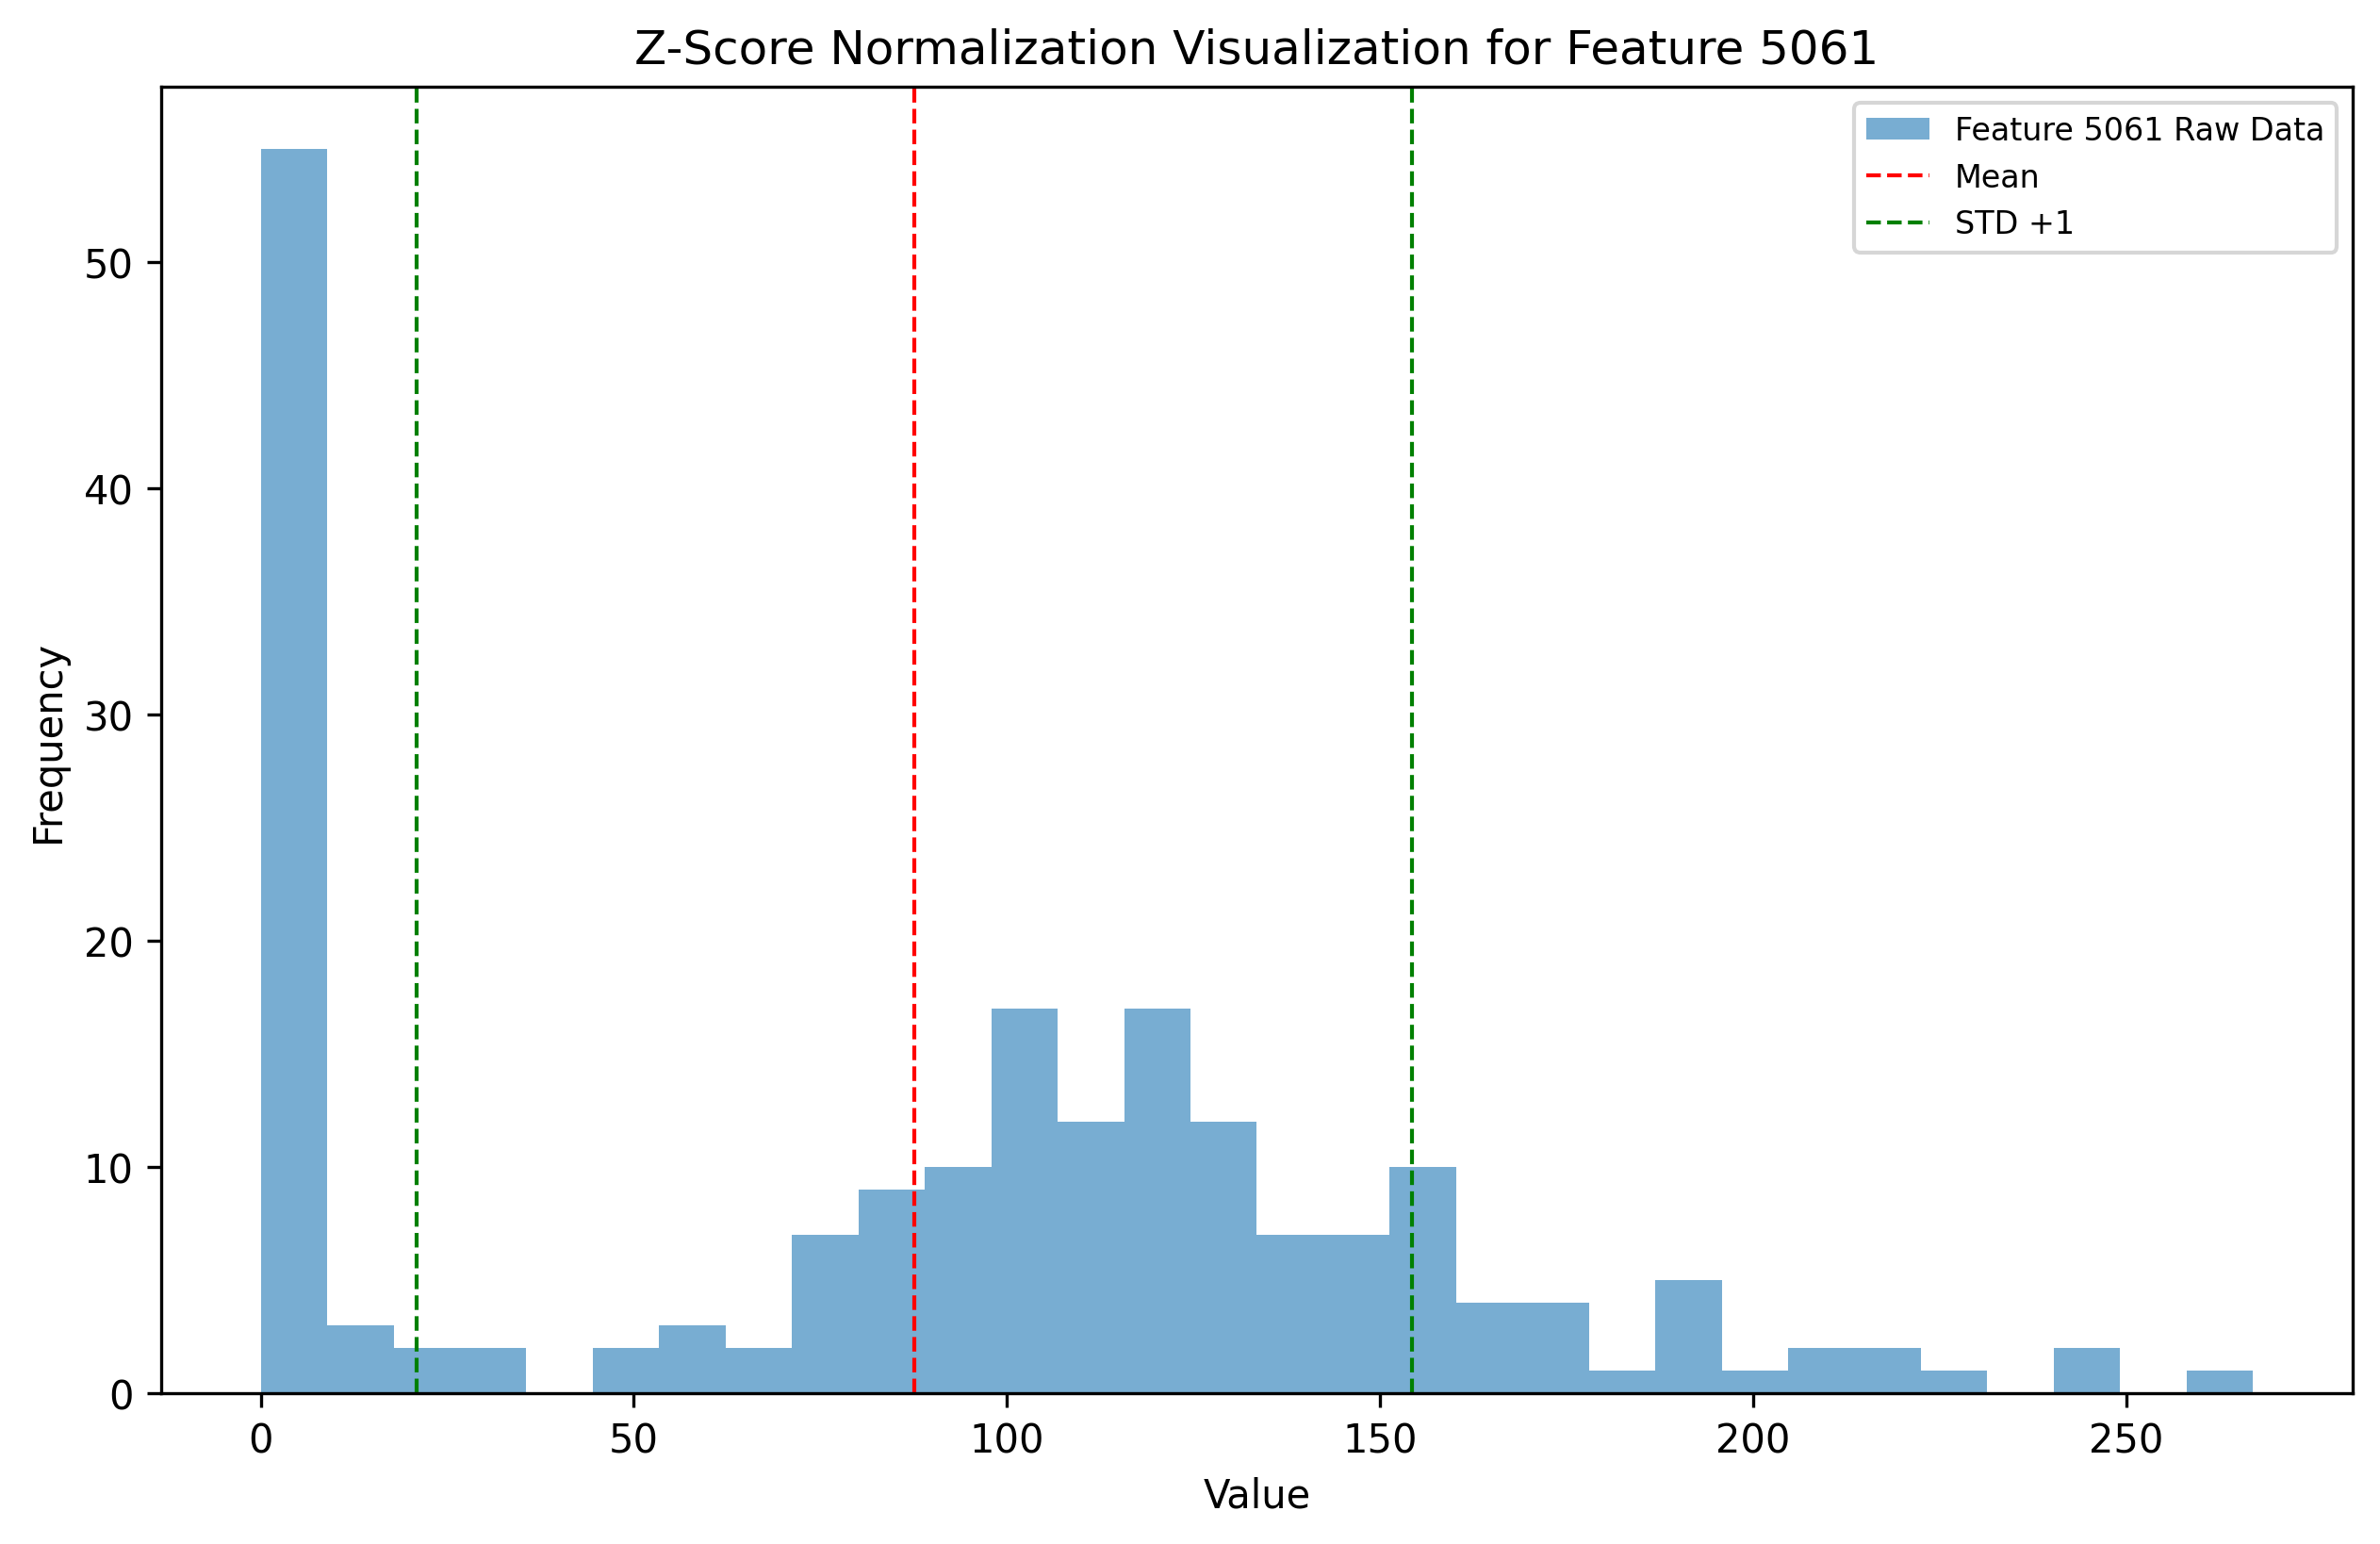 Z-Score Normalization Visualization for Feature 5061
Feature 5061 Raw Data
Mean
STD +1
Frequency
50
40
30
20
10
0
0 50 100 150 200 250
Value